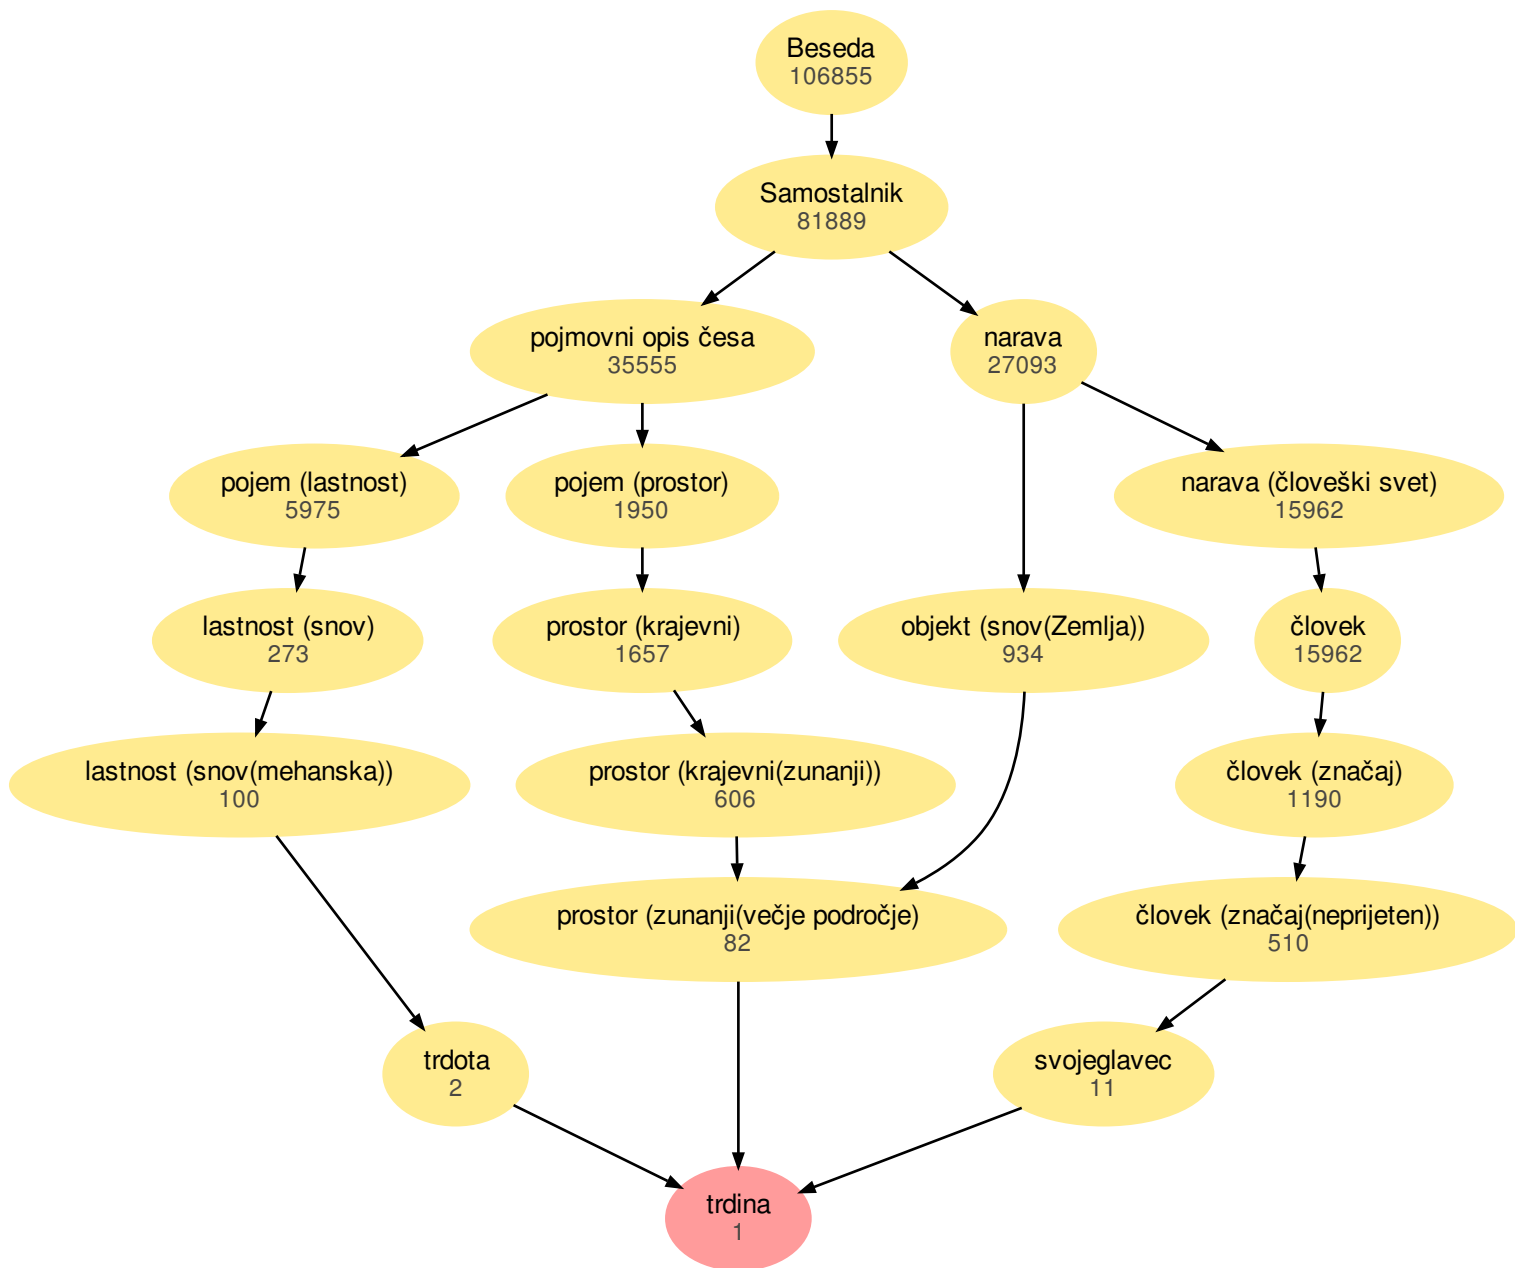 Beseda
106855
Samostalnik
81889
pojmovni opis česa
35555
narava
27093
pojem (lastnost)
5975
pojem (prostor)
1950
narava (človeški svet)
15962
lastnost (snov)
273
prostor (krajevni)
1657
objekt (snov(Zemlja))
934
človek
15962
lastnost (snov(mehanska))
100
prostor (krajevni(zunanji))
606
človek (značaj)
1190
prostor (zunanji(večje področje)
82
človek (značaj(neprijeten))
510
trdota
2
svojeglavec
11
trdina
1